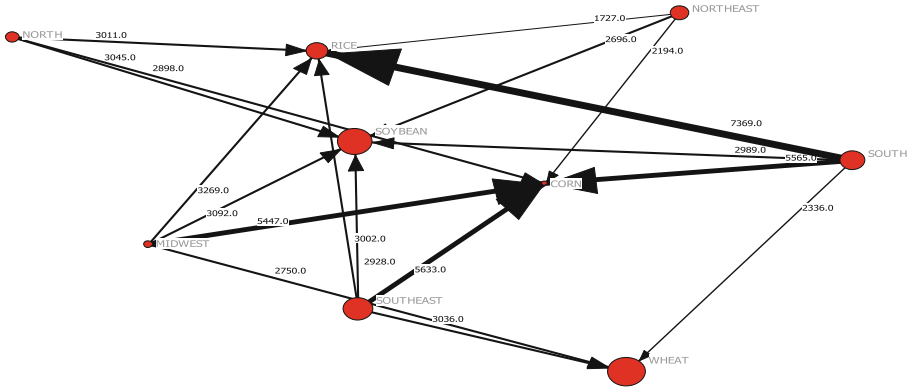 NORTHEAST
1727.0
NORTH
3011.0
2696.0
RICE
2194.0
3045.0
2898.0
7369.0
SOYBEAN
2989.0
SOUTH
5565.0
CORN
3269.0
3092.0
2336.0
5447.0
3002.0
MIDWEST
2928.0
2750.0
5633.0
SOUTHEAST
3036.0
WHEAT